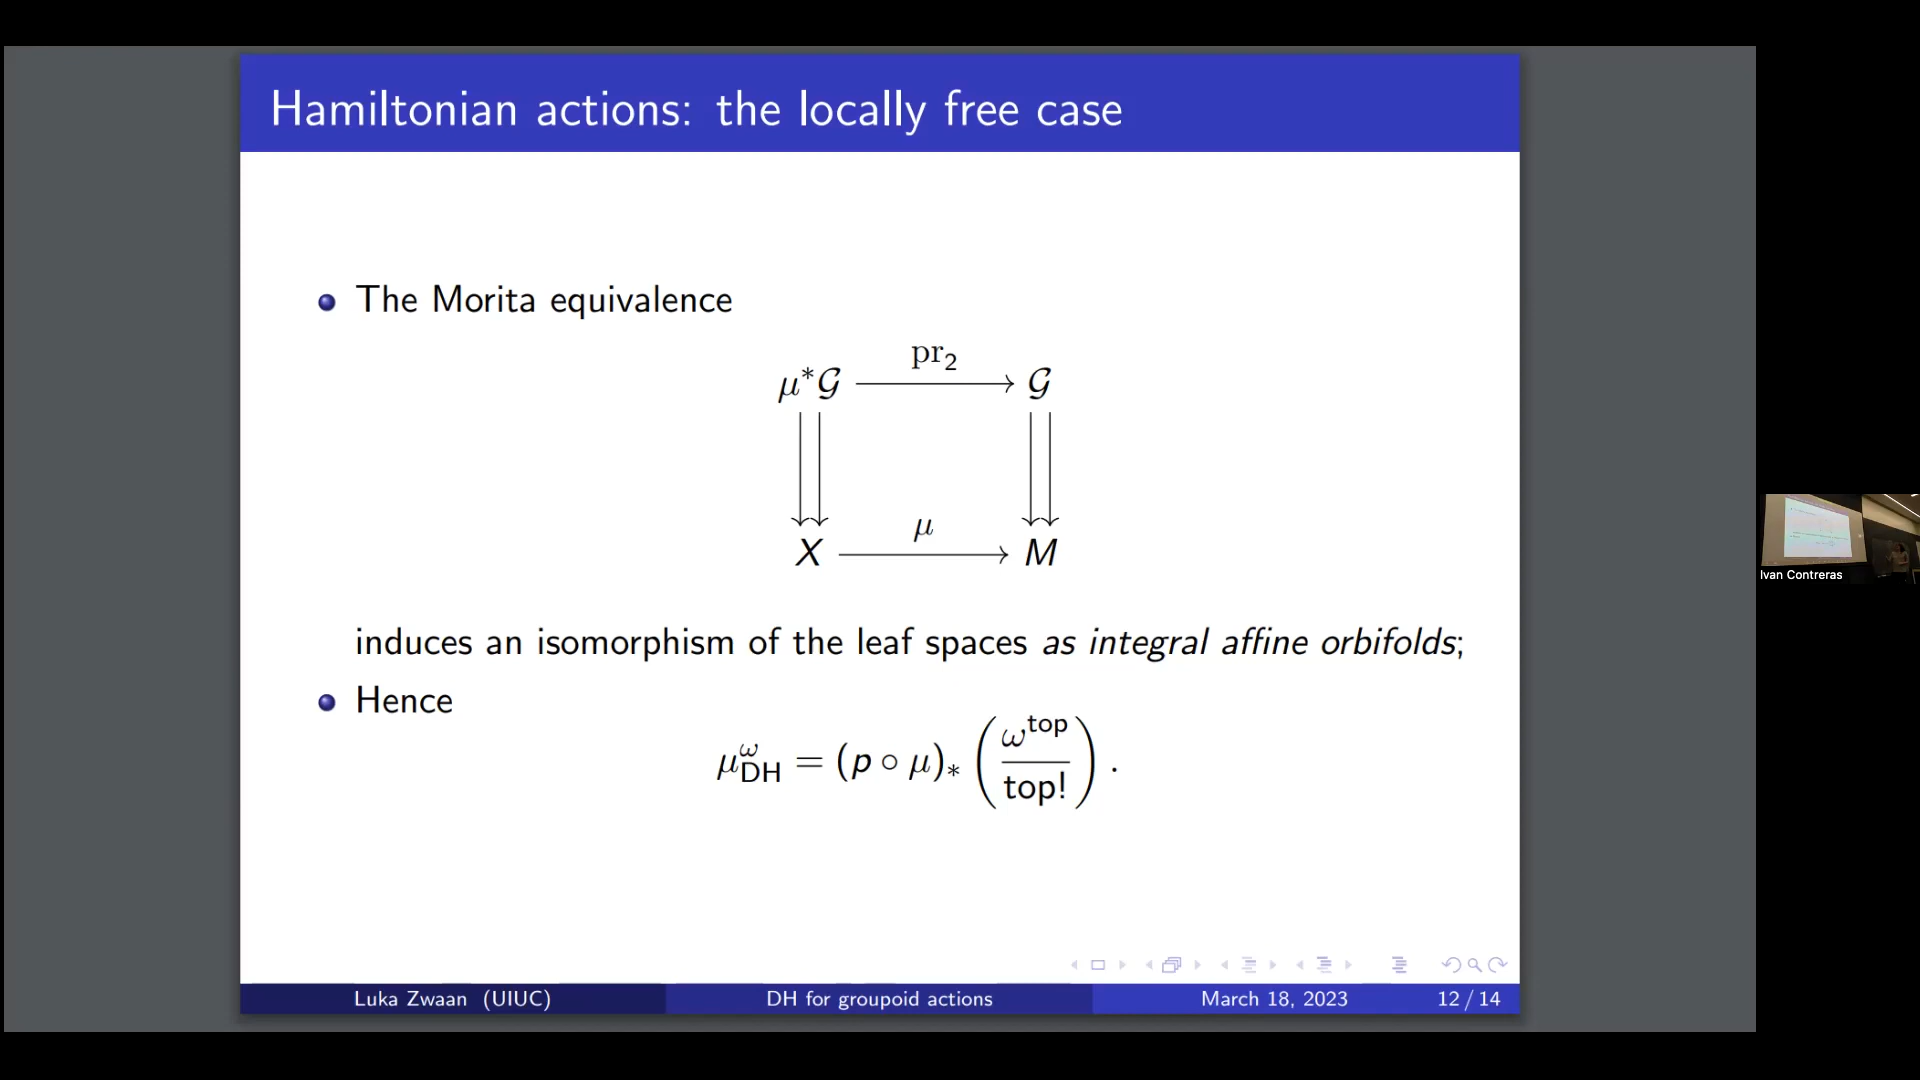 Hamiltonian actions: the locally free case
The Morita equivalence
pr₂
μ*𝒢 𝒢
μ
X M
induces an isomorphism of the leaf spaces as integral affine orbifolds;
Hence
μ^ω_DH = (p ∘ μ)_* (ω^top / top!).
Luka Zwaan (UIUC) DH for groupoid actions March 18, 2023 12 / 14
Ivan Contreras